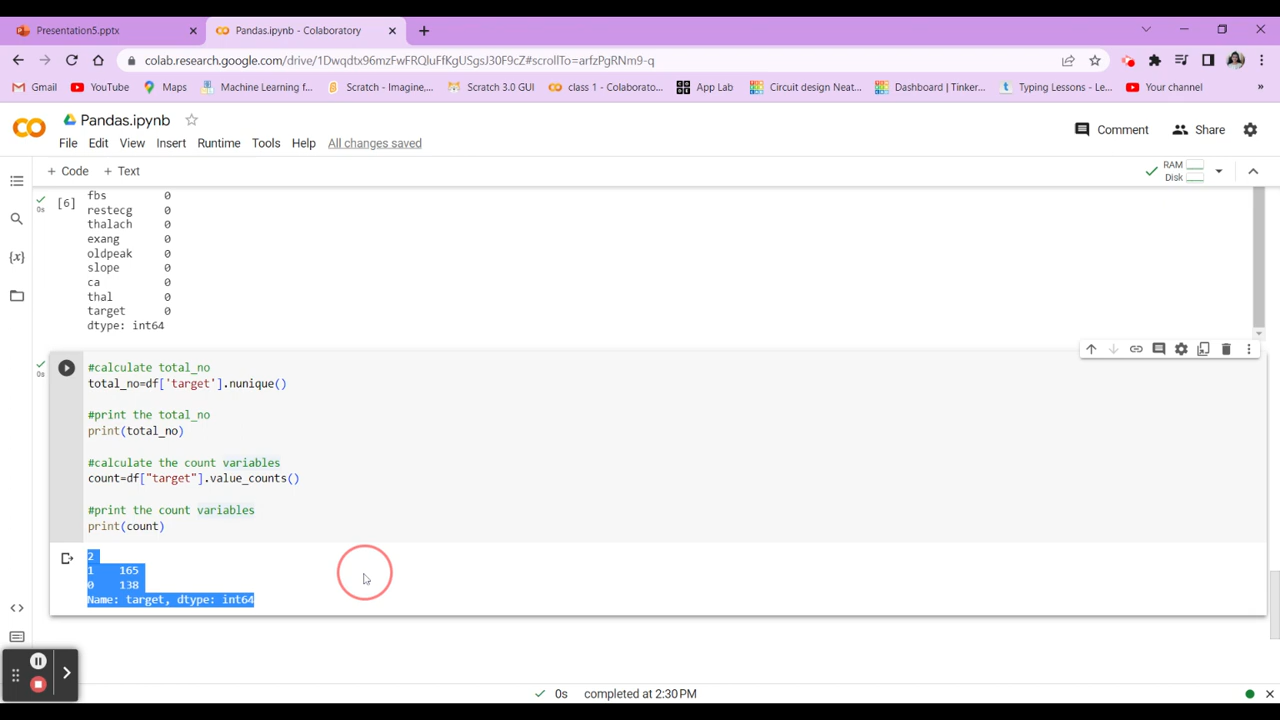 Presentation5.pptx
Pandas.ipynb - Colaboratory
colab.research.google.com/drive/1Dwqdtx96mzFwFRQluFfKgUSgsJ30F9cZ#scrollTo=arfzPgRNm9-q
Gmail YouTube Maps Machine Learning f... Scratch - Imagine,... Scratch 3.0 GUI class 1 - Colaborato... App Lab Circuit design Neat... Dashboard | Tinker... Typing Lessons - Le... Your channel »
Pandas.ipynb
Comment Share
File Edit View Insert Runtime Tools Help All changes saved
+ Code + Text
RAM
Disk
[6]
0s
fbs 0
restecg 0
thalach 0
exang 0
oldpeak 0
slope 0
ca 0
thal 0
target 0
dtype: int64
0s
#calculate total_no
total_no=df['target'].nunique()
#print the total_no
print(total_no)
#calculate the count variables
count=df["target"].value_counts()
#print the count variables
print(count)
2
1 165
0 138
Name: target, dtype: int64
0s completed at 2:30 PM